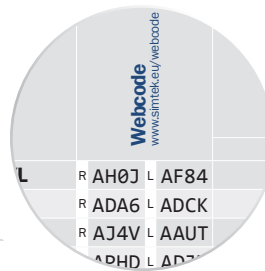 Webcode
www.simtek.eu/webcode
R AH0J L AF84
R ADA6 L ADCK
R AJ4V L AAUT